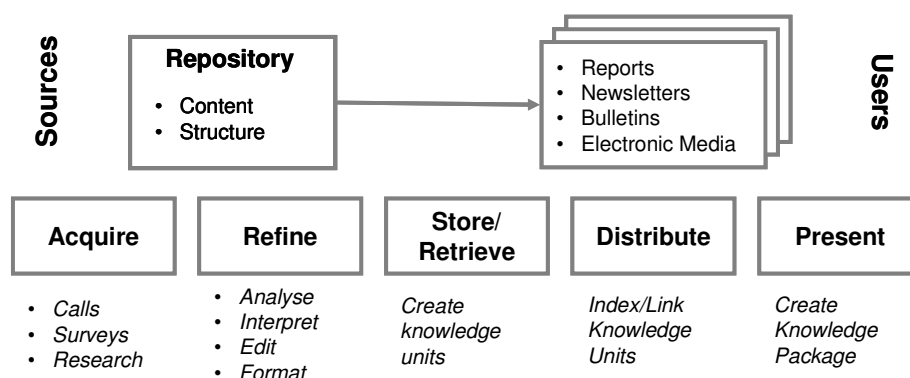 Sources
Repository
• Content
• Structure
• Reports
• Newsletters
• Bulletins
• Electronic Media
Users
Acquire
• Calls
• Surveys
• Research
Refine
• Analyse
• Interpret
• Edit
• Format
Store/
Retrieve
Create
knowledge
units
Distribute
Index/Link
Knowledge
Units
Present
Create
Knowledge
Package